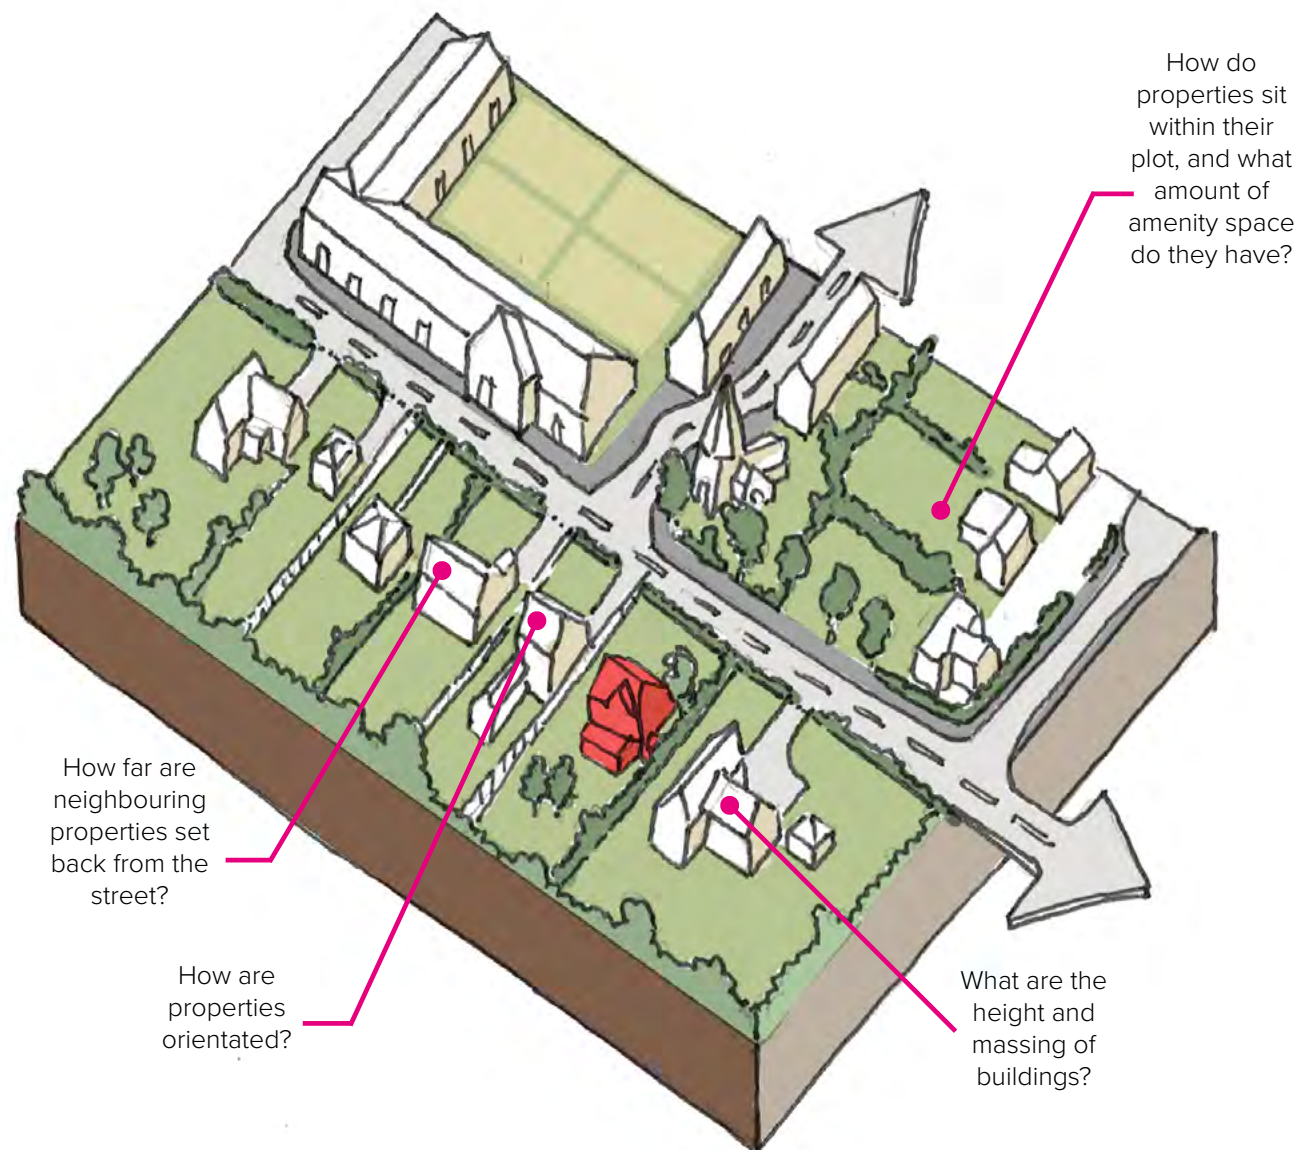 How do
properties sit
within their
plot, and what
amount of
amenity space
do they have?
How far are
neighbouring
properties set
back from the
street?
How are
properties
orientated?
What are the
height and
massing of
buildings?